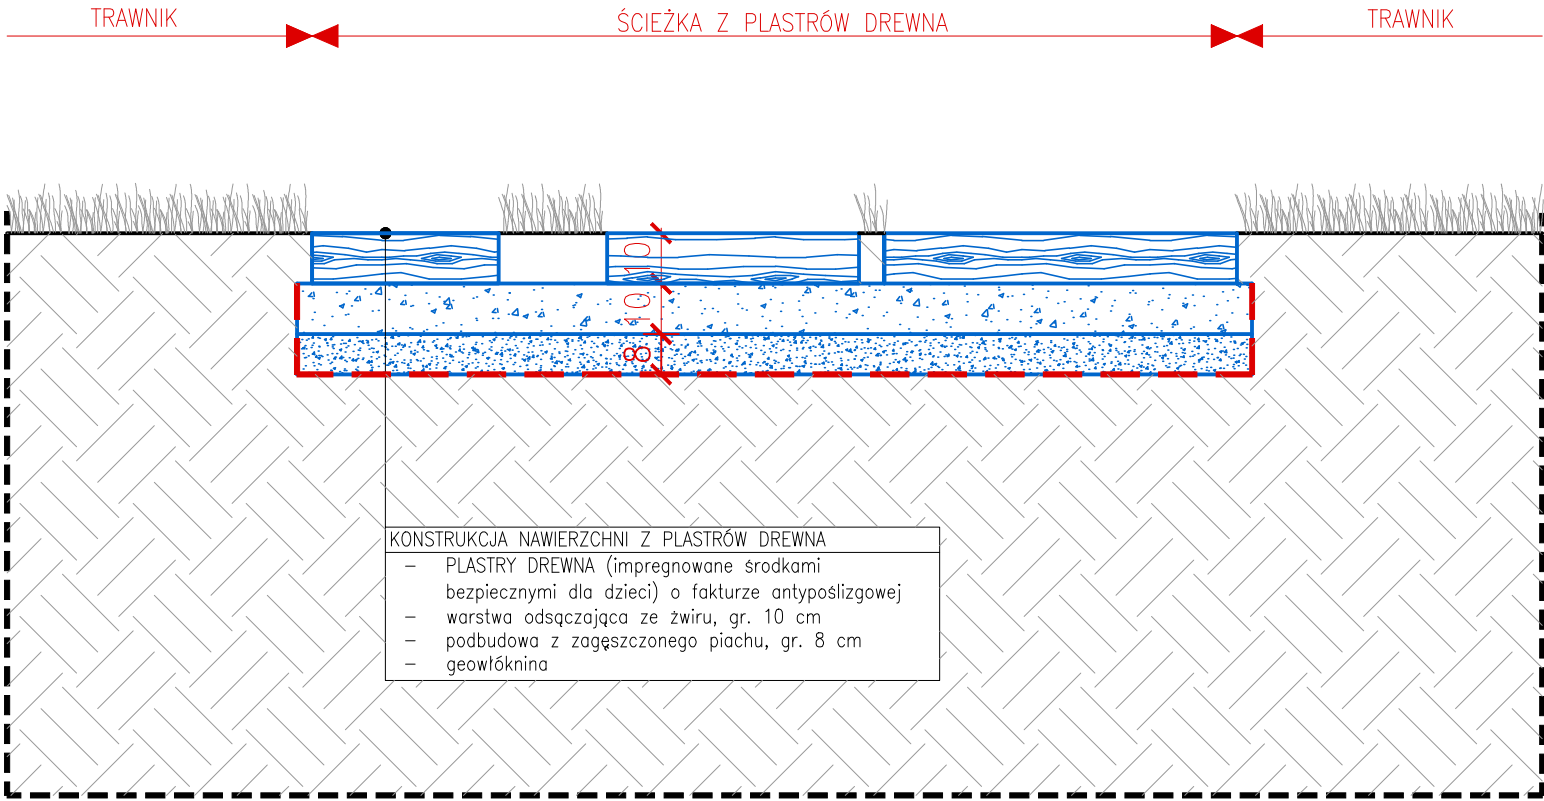 TRAWNIK
ŚCIEŻKA Z PLASTRÓW DREWNA
TRAWNIK
10
10
8
KONSTRUKCJA NAWIERZCHNI Z PLASTRÓW DREWNA
– PLASTRY DREWNA (impregnowane środkami
bezpiecznymi dla dzieci) o fakturze antypoślizgowej
– warstwa odsączająca ze żwiru, gr. 10 cm
– podbudowa z zagęszczonego piachu, gr. 8 cm
– geowłóknina